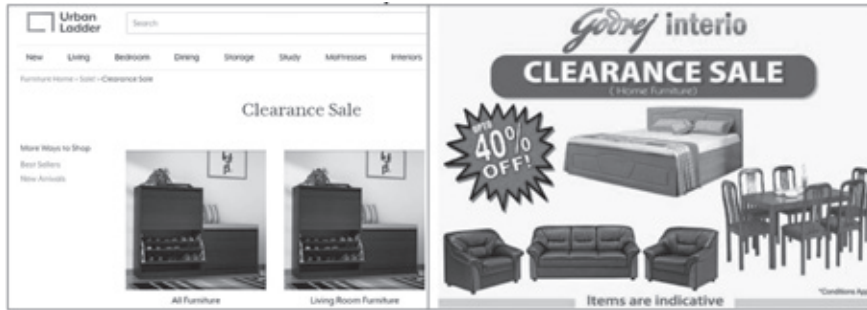 Urban
Ladder
Search
New Living Bedroom Dining Storage Study Mattresses Interiors
Furniture Home > Sale! > Clearance Sale
Clearance Sale
More Ways to Shop
Best Sellers
New Arrivals
All Furniture
Living Room Furniture
Godrej interio
CLEARANCE SALE
( Home Furniture)
UPTO
40%
OFF!
*Conditions App
Items are indicative